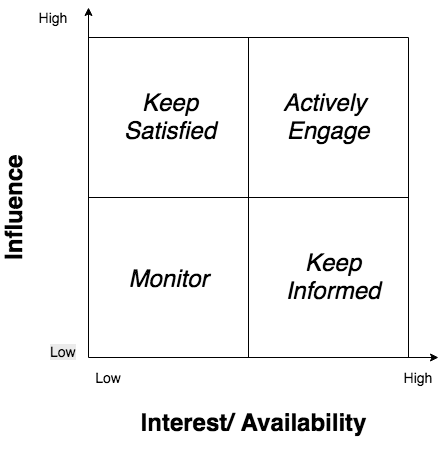 High
Keep
Satisfied
Actively
Engage
Influence
Monitor
Keep
Informed
Low
Low
High
Interest/ Availability